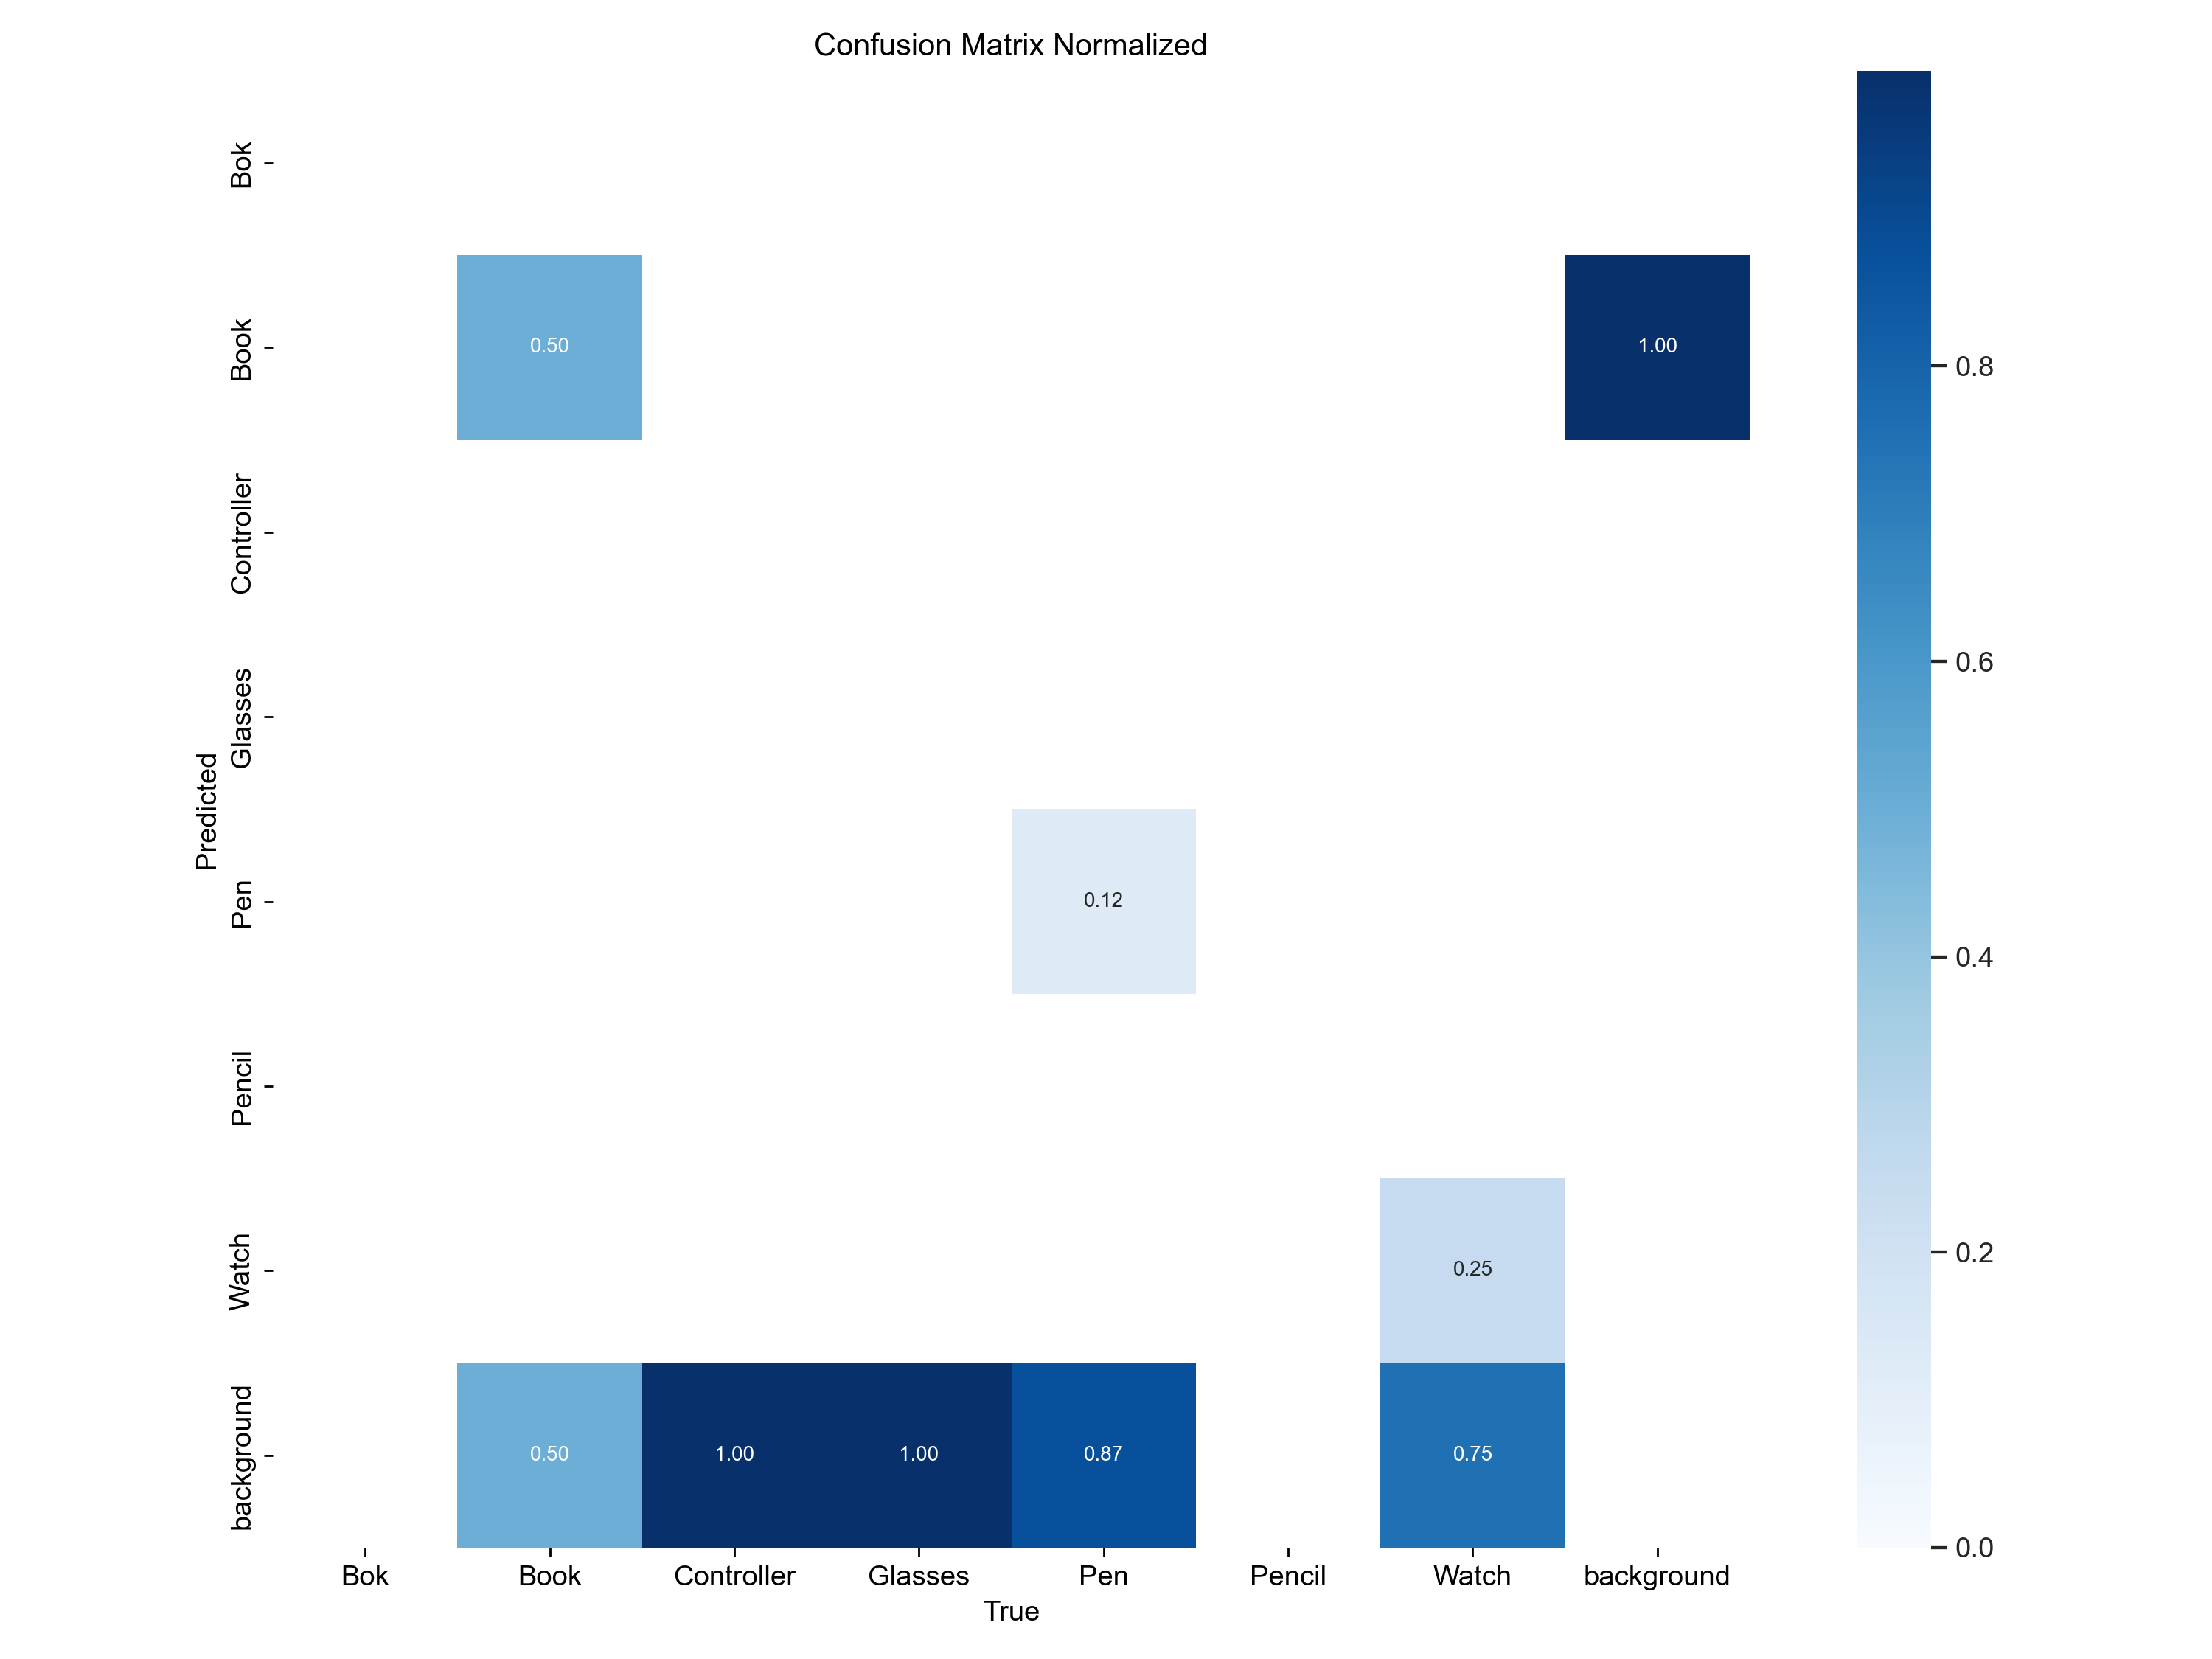 Confusion Matrix Normalized
Bok
Book
Controller
Glasses
Pen
Pencil
Watch
background
Predicted
0.50
1.00
0.12
0.25
0.50
1.00
1.00
0.87
0.75
0.8
0.6
0.4
0.2
0.0
Bok Book Controller Glasses Pen Pencil Watch background
True